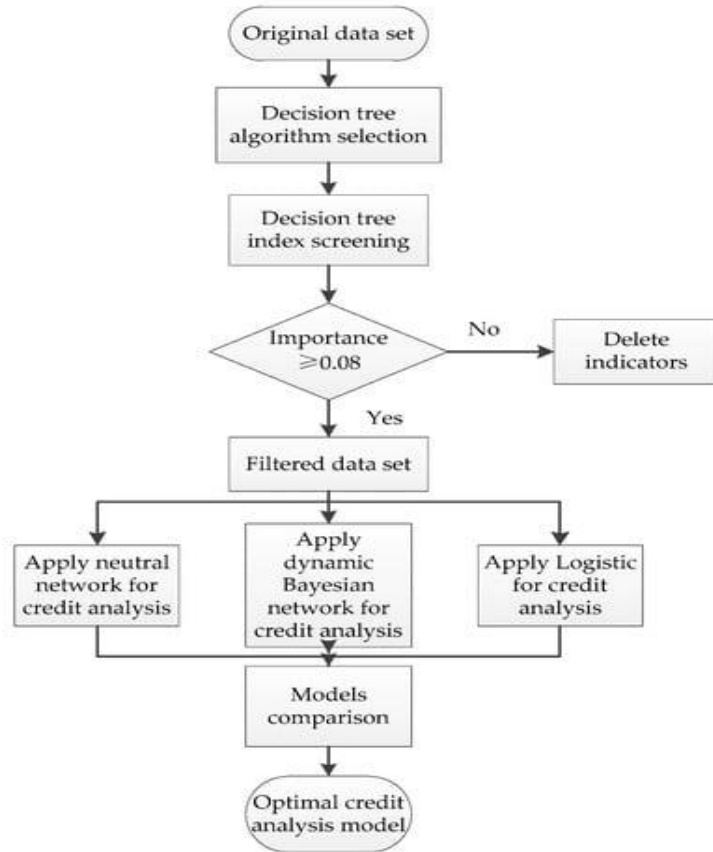 Original data set
Decision tree
algorithm selection
Decision tree
index screening
Importance
≥0.08
No
Delete
indicators
Yes
Filtered data set
Apply neutral
network for
credit analysis
Apply
dynamic
Bayesian
network for
credit analysis
Apply Logistic
for credit
analysis
Models
comparison
Optimal credit
analysis model